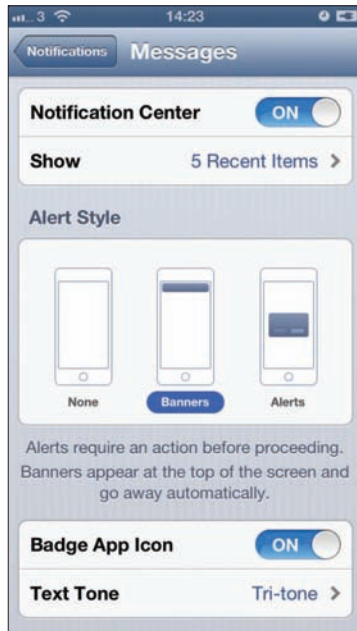 3 14:23
Notifications Messages
Notification Center ON
Show 5 Recent Items >
Alert Style
None Banners Alerts
Alerts require an action before proceeding.
Banners appear at the top of the screen and
go away automatically.
Badge App Icon ON
Text Tone Tri-tone >